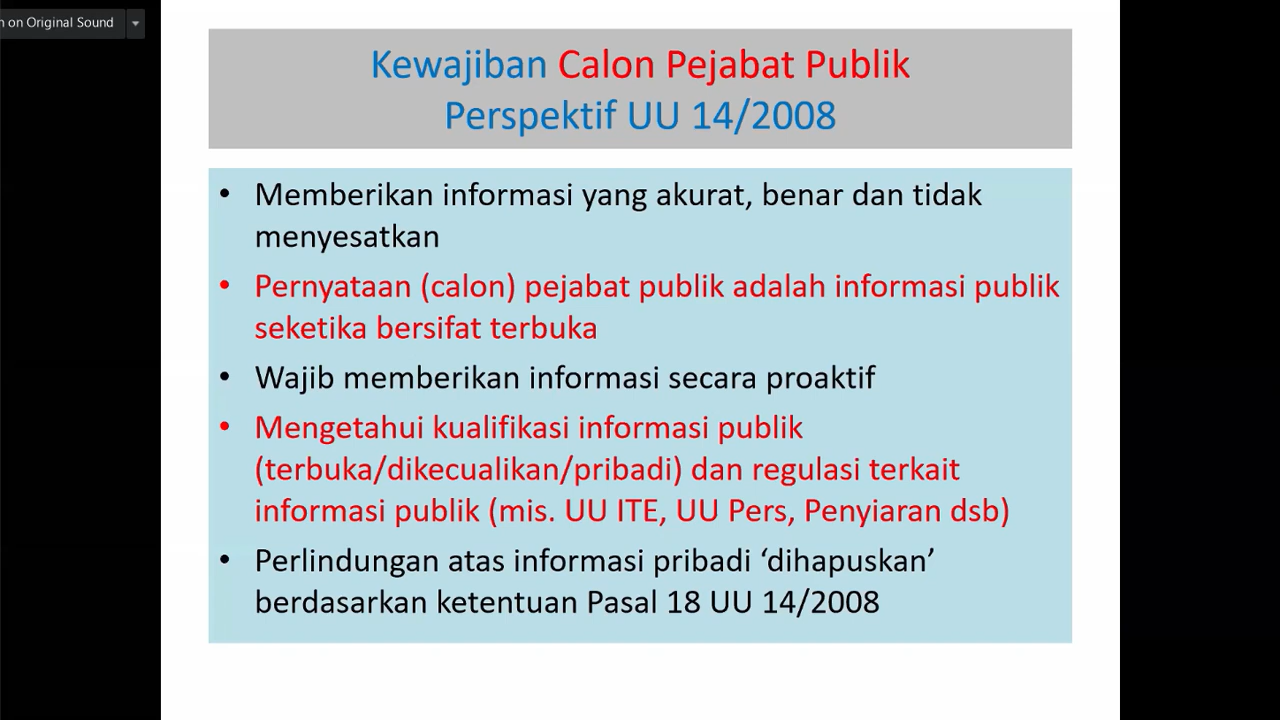 on Original Sound
Kewajiban Calon Pejabat Publik
Perspektif UU 14/2008
• Memberikan informasi yang akurat, benar dan tidak
menyesatkan
• Pernyataan (calon) pejabat publik adalah informasi publik
seketika bersifat terbuka
• Wajib memberikan informasi secara proaktif
• Mengetahui kualifikasi informasi publik
(terbuka/dikecualikan/pribadi) dan regulasi terkait
informasi publik (mis. UU ITE, UU Pers, Penyiaran dsb)
• Perlindungan atas informasi pribadi ‘dihapuskan’
berdasarkan ketentuan Pasal 18 UU 14/2008